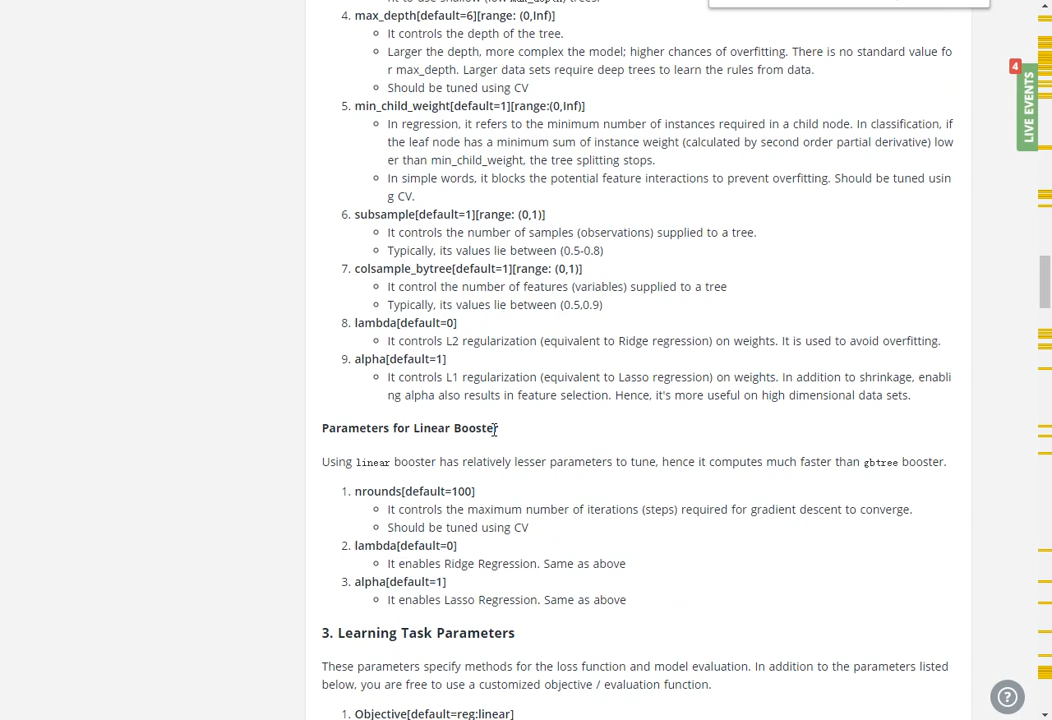 fit to use shallow (low max_depth) trees.
4. max_depth[default=6][range: (0,Inf)]
It controls the depth of the tree.
Larger the depth, more complex the model; higher chances of overfitting. There is no standard value fo
r max_depth. Larger data sets require deep trees to learn the rules from data.
Should be tuned using CV
5. min_child_weight[default=1][range:(0,Inf)]
In regression, it refers to the minimum number of instances required in a child node. In classification, if
the leaf node has a minimum sum of instance weight (calculated by second order partial derivative) low
er than min_child_weight, the tree splitting stops.
In simple words, it blocks the potential feature interactions to prevent overfitting. Should be tuned usin
g CV.
6. subsample[default=1][range: (0,1)]
It controls the number of samples (observations) supplied to a tree.
Typically, its values lie between (0.5-0.8)
7. colsample_bytree[default=1][range: (0,1)]
It control the number of features (variables) supplied to a tree
Typically, its values lie between (0.5,0.9)
8. lambda[default=0]
It controls L2 regularization (equivalent to Ridge regression) on weights. It is used to avoid overfitting.
9. alpha[default=1]
It controls L1 regularization (equivalent to Lasso regression) on weights. In addition to shrinkage, enabli
ng alpha also results in feature selection. Hence, it's more useful on high dimensional data sets.
Parameters for Linear Booster
Using linear booster has relatively lesser parameters to tune, hence it computes much faster than gbtree booster.
1. nrounds[default=100]
It controls the maximum number of iterations (steps) required for gradient descent to converge.
Should be tuned using CV
2. lambda[default=0]
It enables Ridge Regression. Same as above
3. alpha[default=1]
It enables Lasso Regression. Same as above
3. Learning Task Parameters
These parameters specify methods for the loss function and model evaluation. In addition to the parameters listed
below, you are free to use a customized objective / evaluation function.
1. Objective[default=reg:linear]
4
LIVE EVENTS
?